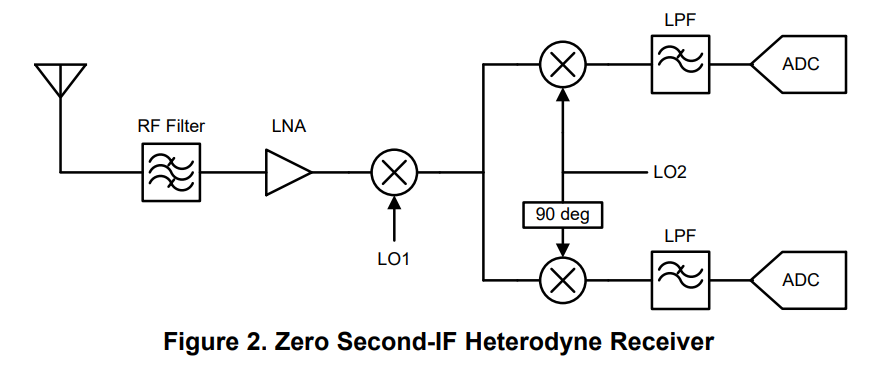 LPF
ADC
RF Filter
LNA
LO1
LO2
90 deg
LPF
ADC
Figure 2. Zero Second-IF Heterodyne Receiver